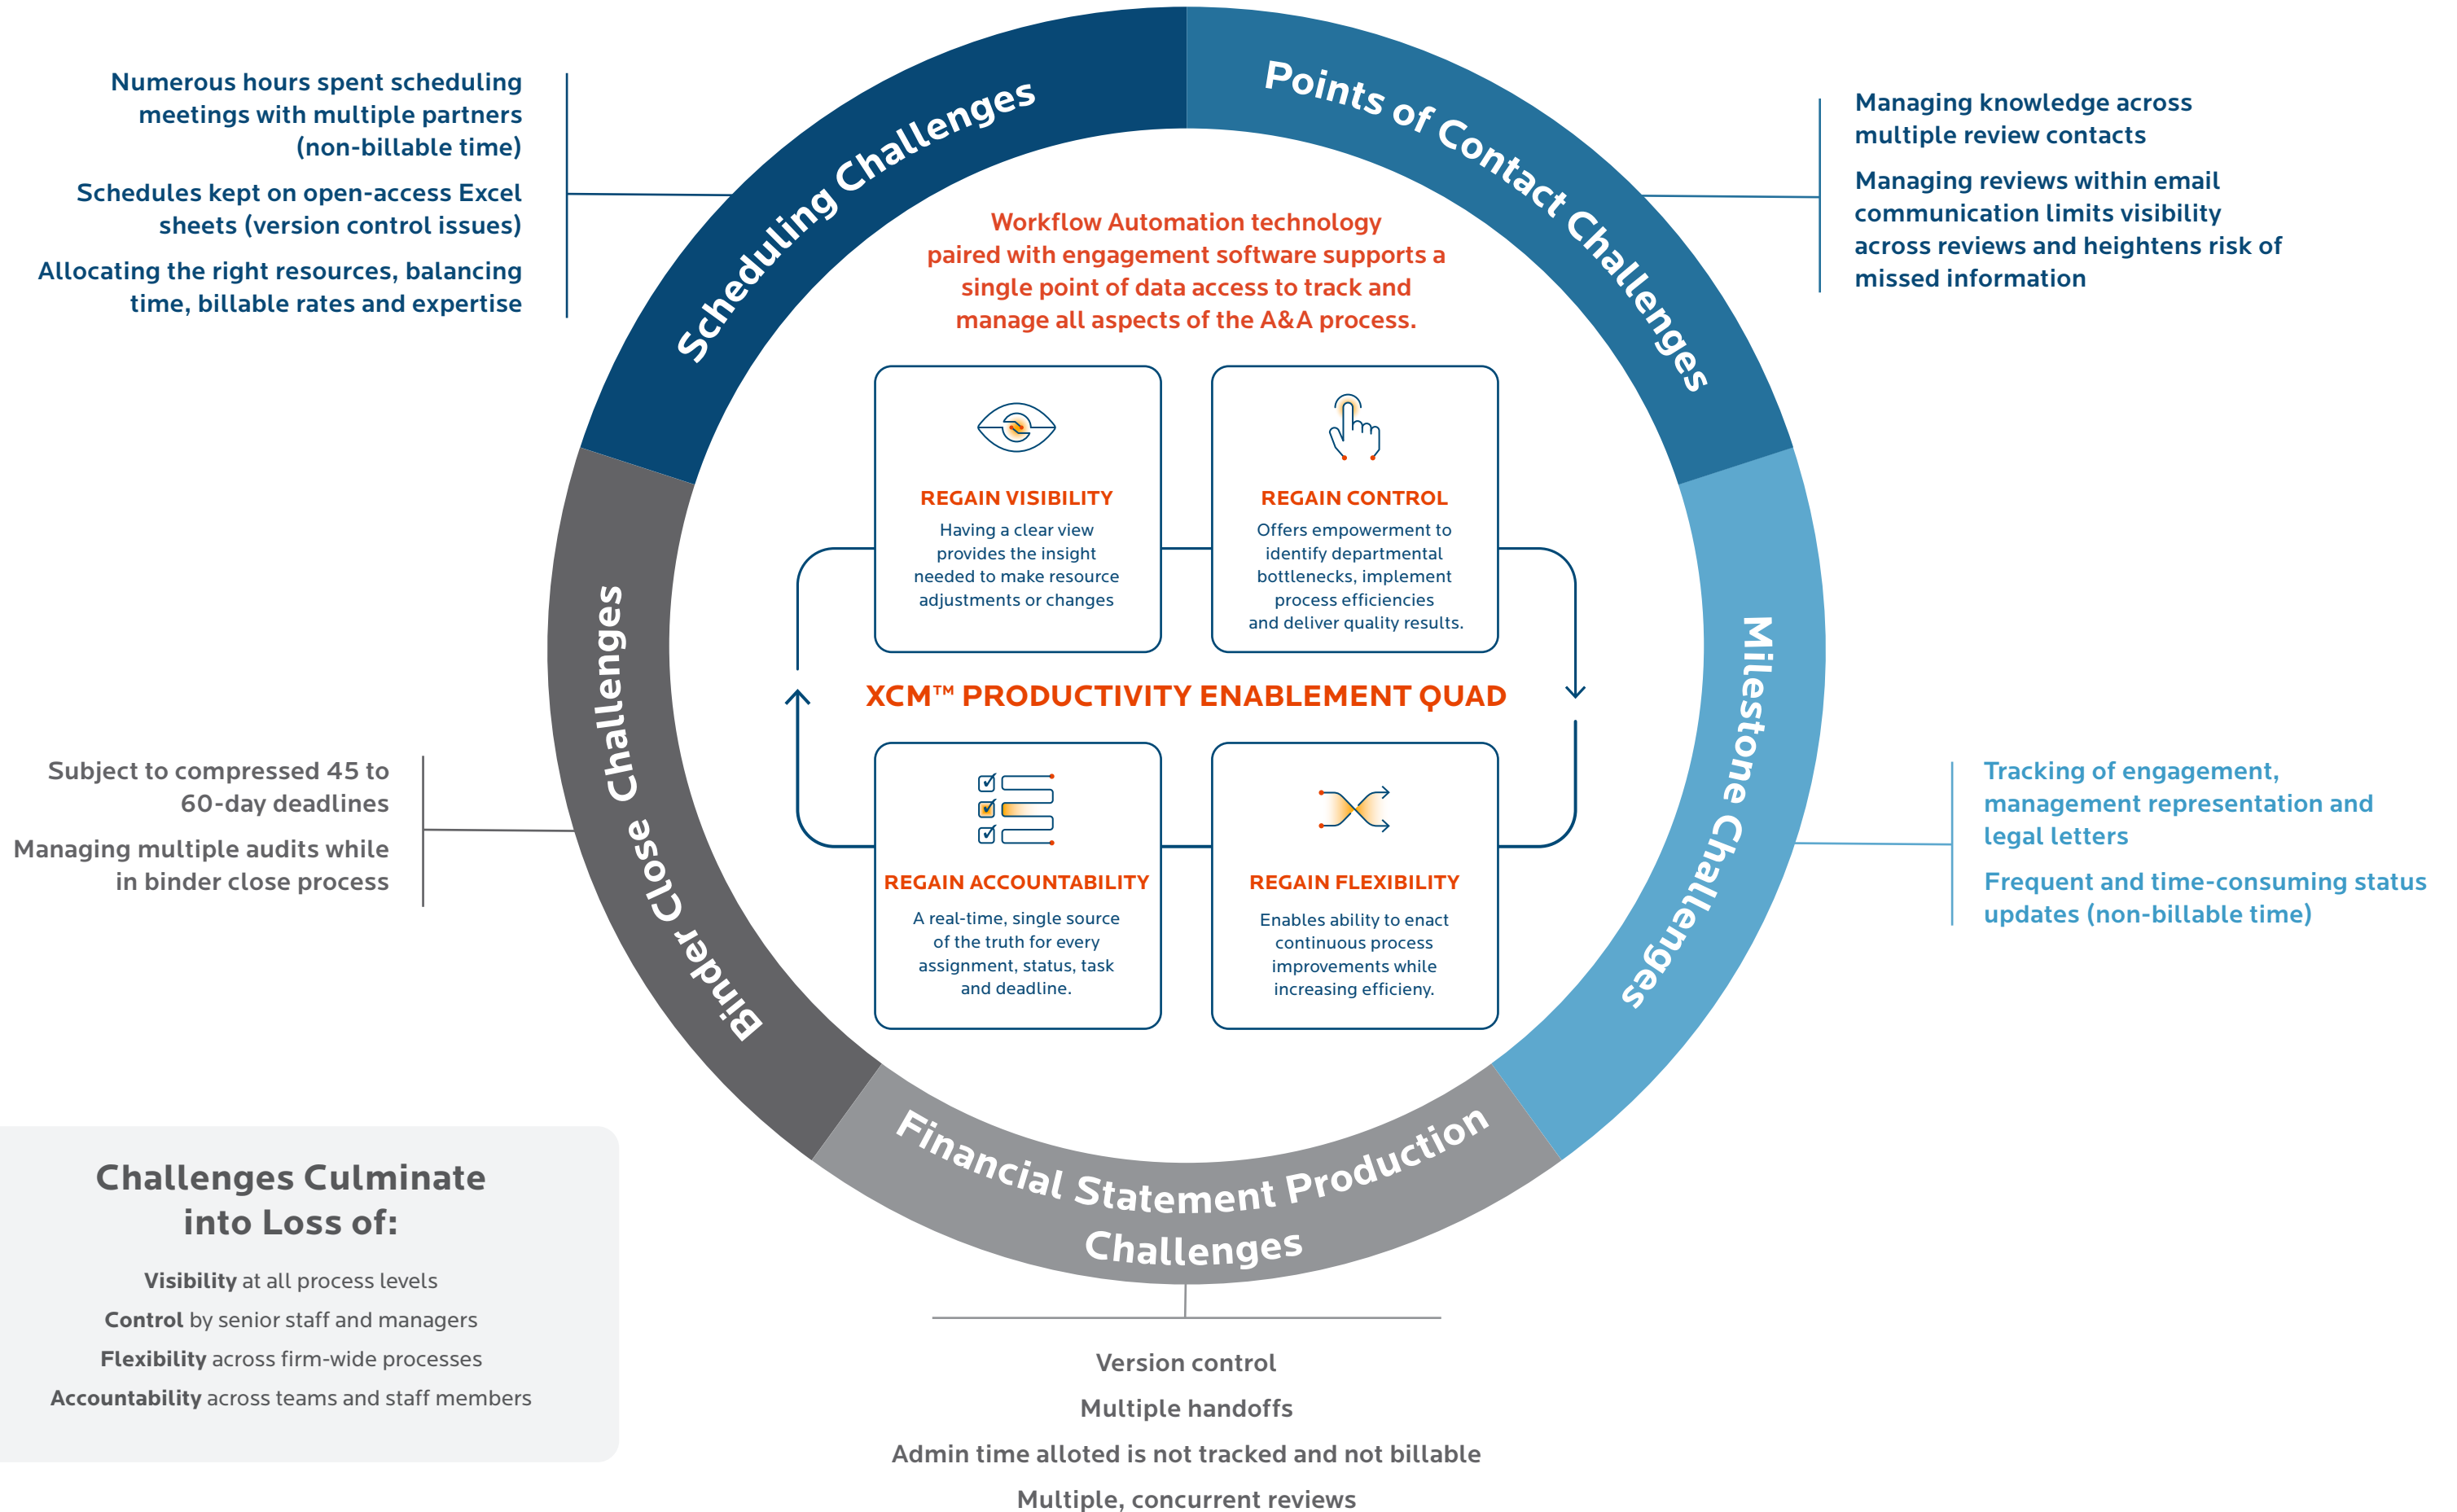 Scheduling Challenges
Numerous hours spent scheduling
meetings with multiple partners
(non-billable time)
Schedules kept on open-access Excel
sheets (version control issues)
Allocating the right resources, balancing
time, billable rates and expertise
Points of Contact Challenges
Managing knowledge across
multiple review contacts
Managing reviews within email
communication limits visibility
across reviews and heightens risk of
missed information
Workflow Automation technology
paired with engagement software supports a
single point of data access to track and
manage all aspects of the A&A process.
REGAIN VISIBILITY
Having a clear view
provides the insight
needed to make resource
adjustments or changes
REGAIN CONTROL
Offers empowerment to
identify departmental
bottlenecks, implement
process efficiencies
and deliver quality results.
XCM™ PRODUCTIVITY ENABLEMENT QUAD
REGAIN ACCOUNTABILITY
A real-time, single source
of the truth for every
assignment, status, task
and deadline.
REGAIN FLEXIBILITY
Enables ability to enact
continuous process
improvements while
increasing efficieny.
Milestone Challenges
Tracking of engagement,
management representation and
legal letters
Frequent and time-consuming status
updates (non-billable time)
Binder Close Challenges
Subject to compressed 45 to
60-day deadlines
Managing multiple audits while
in binder close process
Financial Statement Production
Challenges
Version control
Multiple handoffs
Admin time alloted is not tracked and not billable
Multiple, concurrent reviews
Challenges Culminate
into Loss of:
Visibility at all process levels
Control by senior staff and managers
Flexibility across firm-wide processes
Accountability across teams and staff members